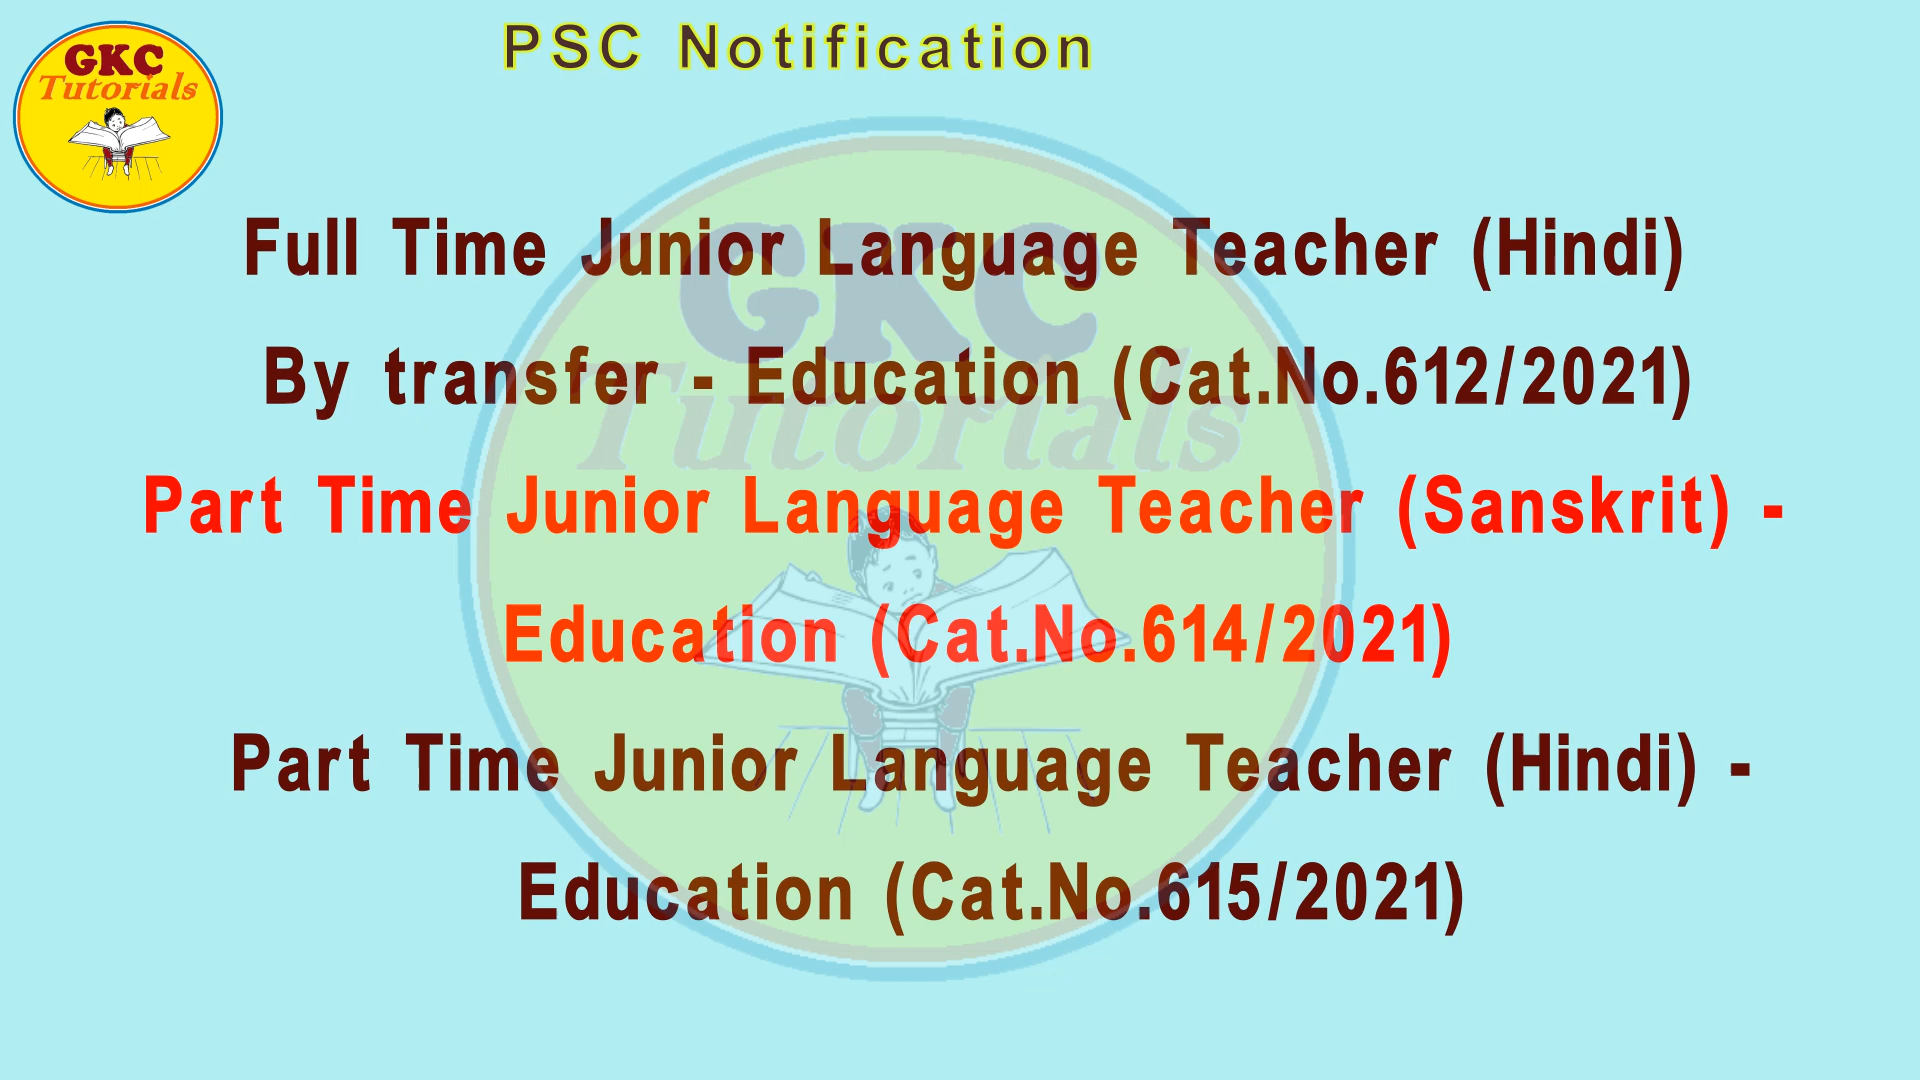 PSC Notification
GKC
Tutorials
Full Time Junior Language Teacher (Hindi)
By transfer - Education (Cat.No.612/2021)
Part Time Junior Language Teacher (Sanskrit) -
Education (Cat.No.614/2021)
Part Time Junior Language Teacher (Hindi) -
Education (Cat.No.615/2021)
GKC
Tutorials